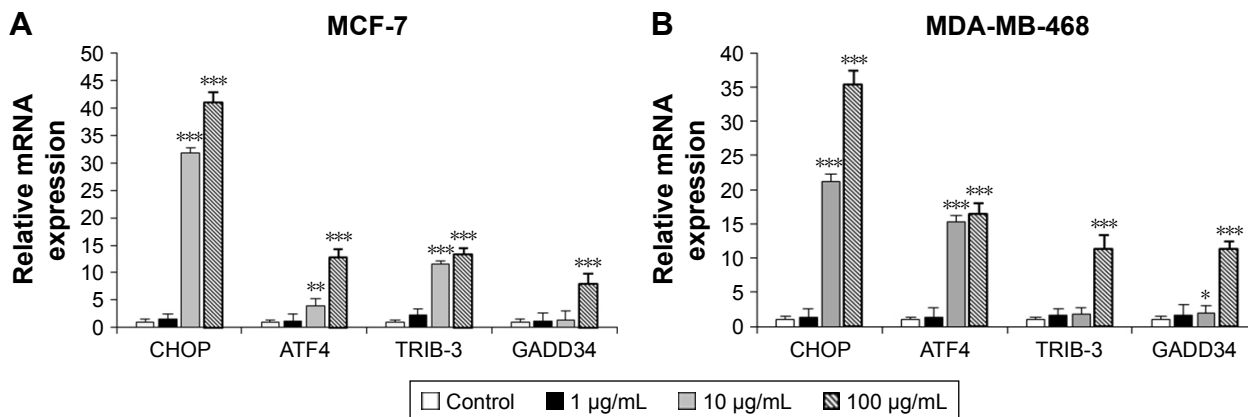 A
MCF-7
Relative mRNA
expression
50
45
40
35
30
25
20
15
10
5
0
***
***
**
***
***
***
***
CHOP
ATF4
TRIB-3
GADD34
B
MDA-MB-468
Relative mRNA
expression
40
35
30
25
20
15
10
5
0
***
***
***
***
***
*
***
CHOP
ATF4
TRIB-3
GADD34
Control
1 µg/mL
10 µg/mL
100 µg/mL